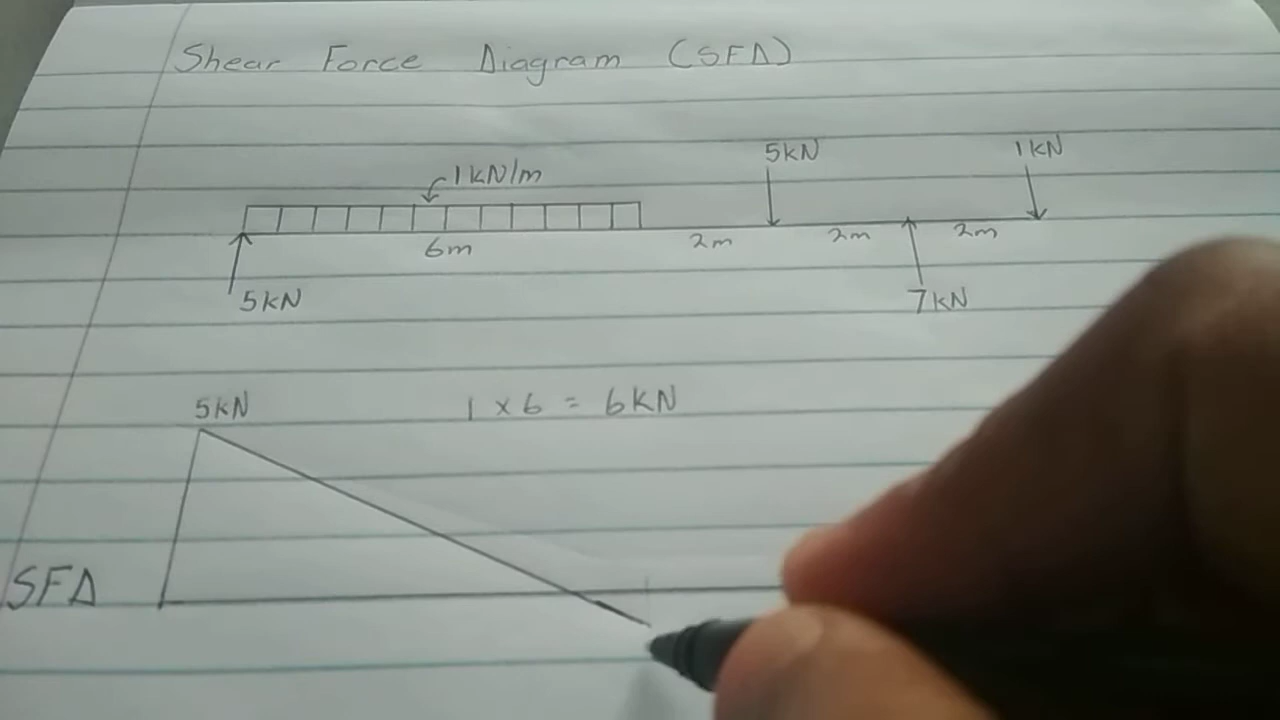 Shear Force Diagram (SFD)
5kN 1kN
1kN/m
6m 2m 2m 2m
5kN 7kN
5kN 1 x 6 = 6kN
SFD